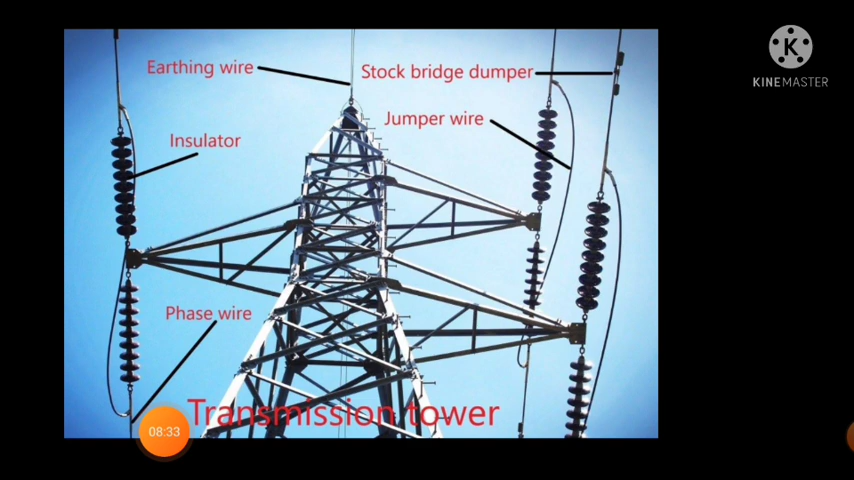 Earthing wire
Stock bridge dumper
Jumper wire
Insulator
Phase wire
Transmission tower
08:33
K
KINEMASTER